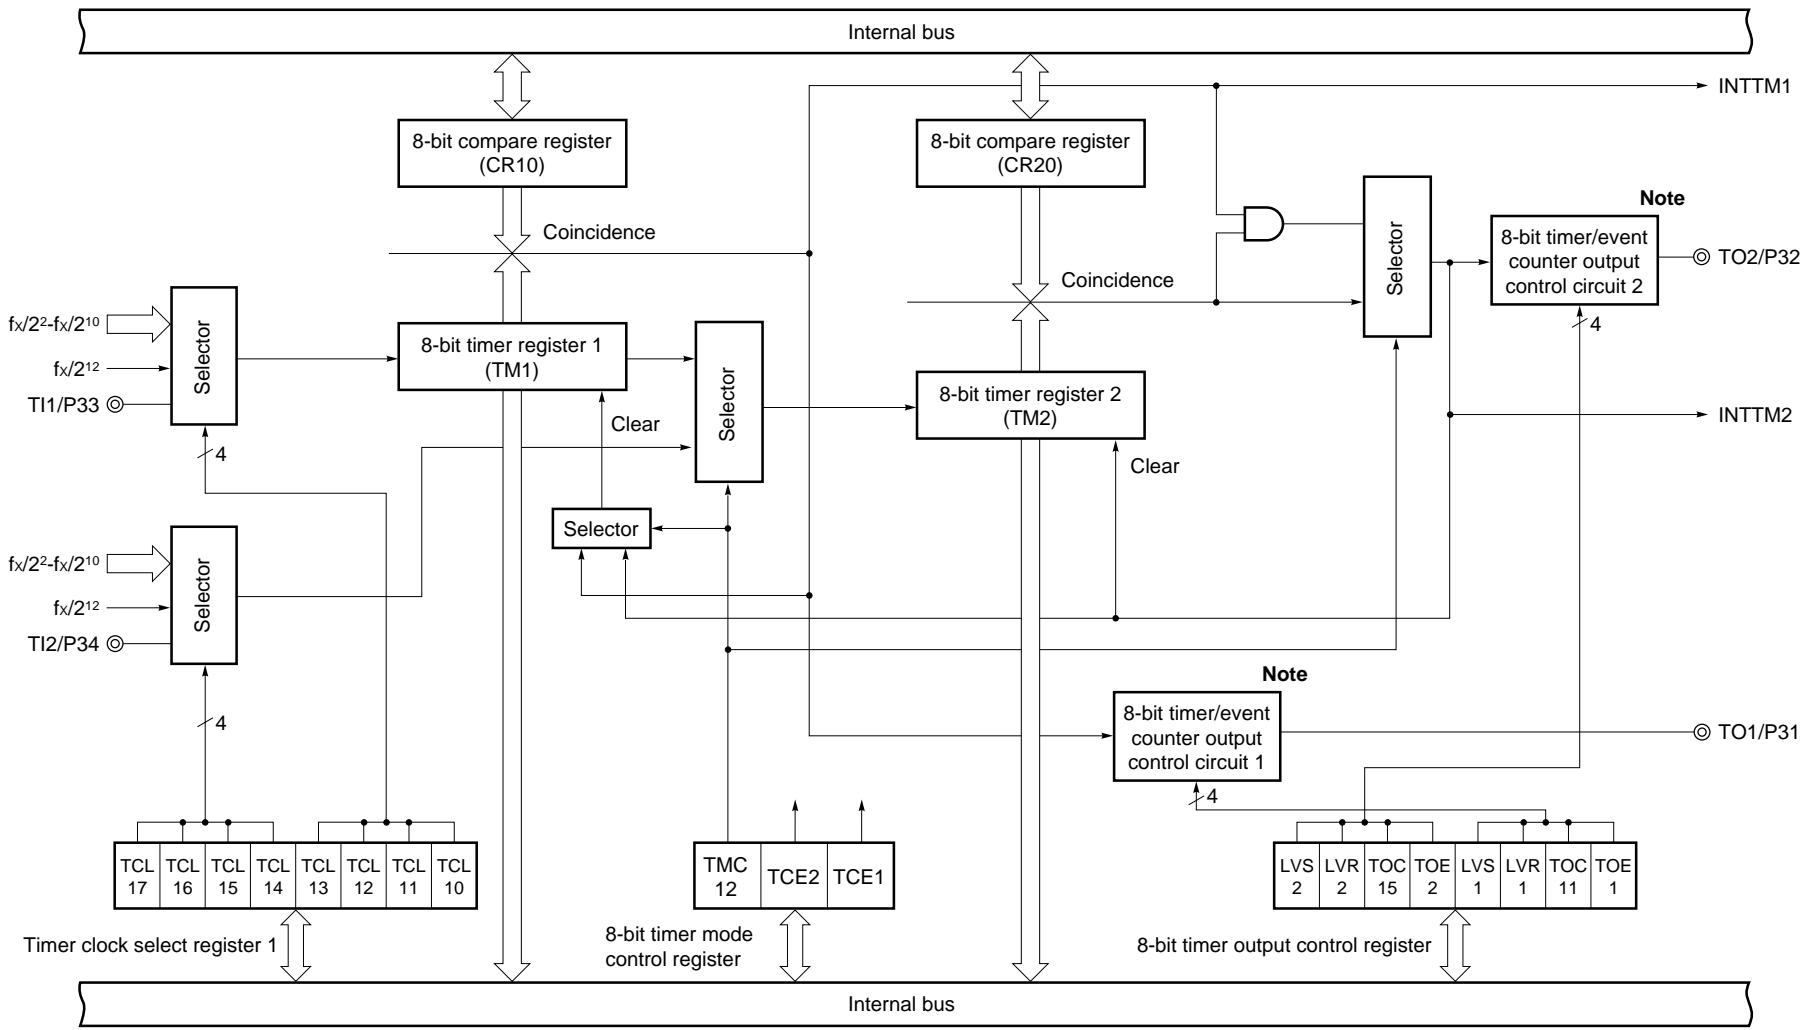 Internal bus
INTTM1
8-bit compare register
(CR10)
8-bit compare register
(CR20)
Coincidence
Selector
Note
8-bit timer/event
counter output
control circuit 2
TO2/P32
Coincidence
4
fX/2²-fX/2¹⁰
fX/2¹²
TI1/P33
Selector
8-bit timer register 1
(TM1)
Selector
8-bit timer register 2
(TM2)
INTTM2
Clear
4
Clear
Selector
fX/2²-fX/2¹⁰
fX/2¹²
TI2/P34
Selector
4
Note
8-bit timer/event
counter output
control circuit 1
TO1/P31
4
TCL
17
TCL
16
TCL
15
TCL
14
TCL
13
TCL
12
TCL
11
TCL
10
TMC
12
TCE2
TCE1
LVS
2
LVR
2
TOC
15
TOE
2
LVS
1
LVR
1
TOC
11
TOE
1
Timer clock select register 1
8-bit timer mode
control register
8-bit timer output control register
Internal bus